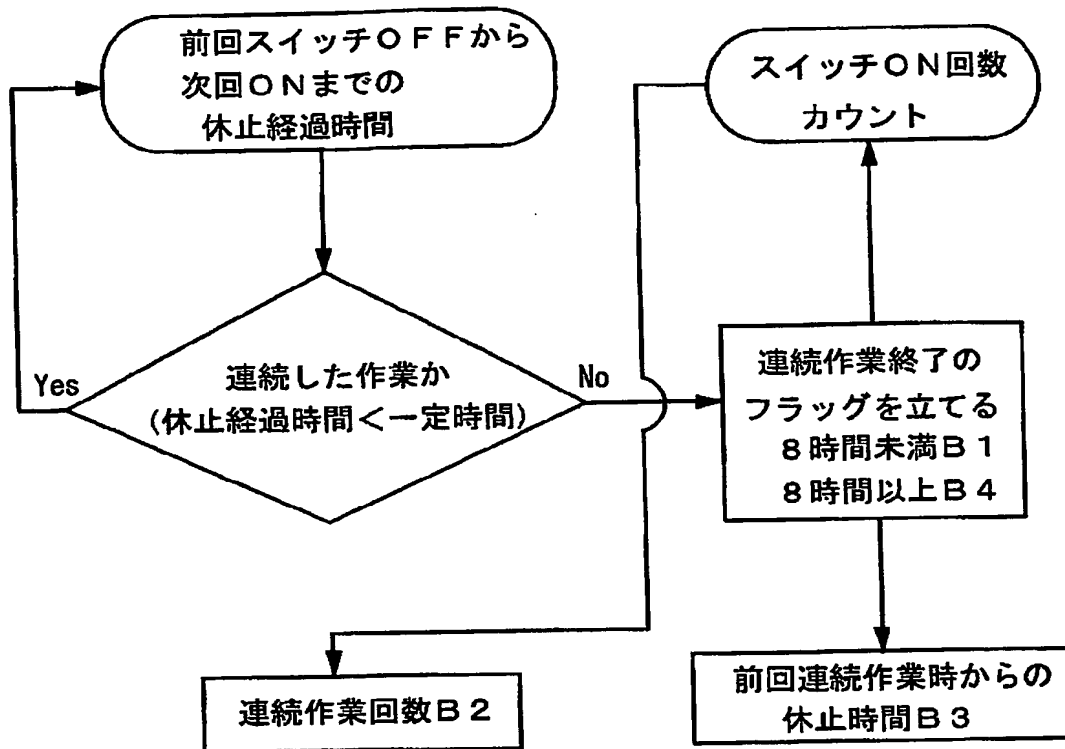 前回スイッチOFFから
次回ONまでの
休止経過時間
スイッチON回数
カウント
Yes
連続した作業か
(休止経過時間<一定時間)
No
連続作業終了の
フラッグを立てる
8時間未満B1
8時間以上B4
連続作業回数B2
前回連続作業時からの
休止時間B3